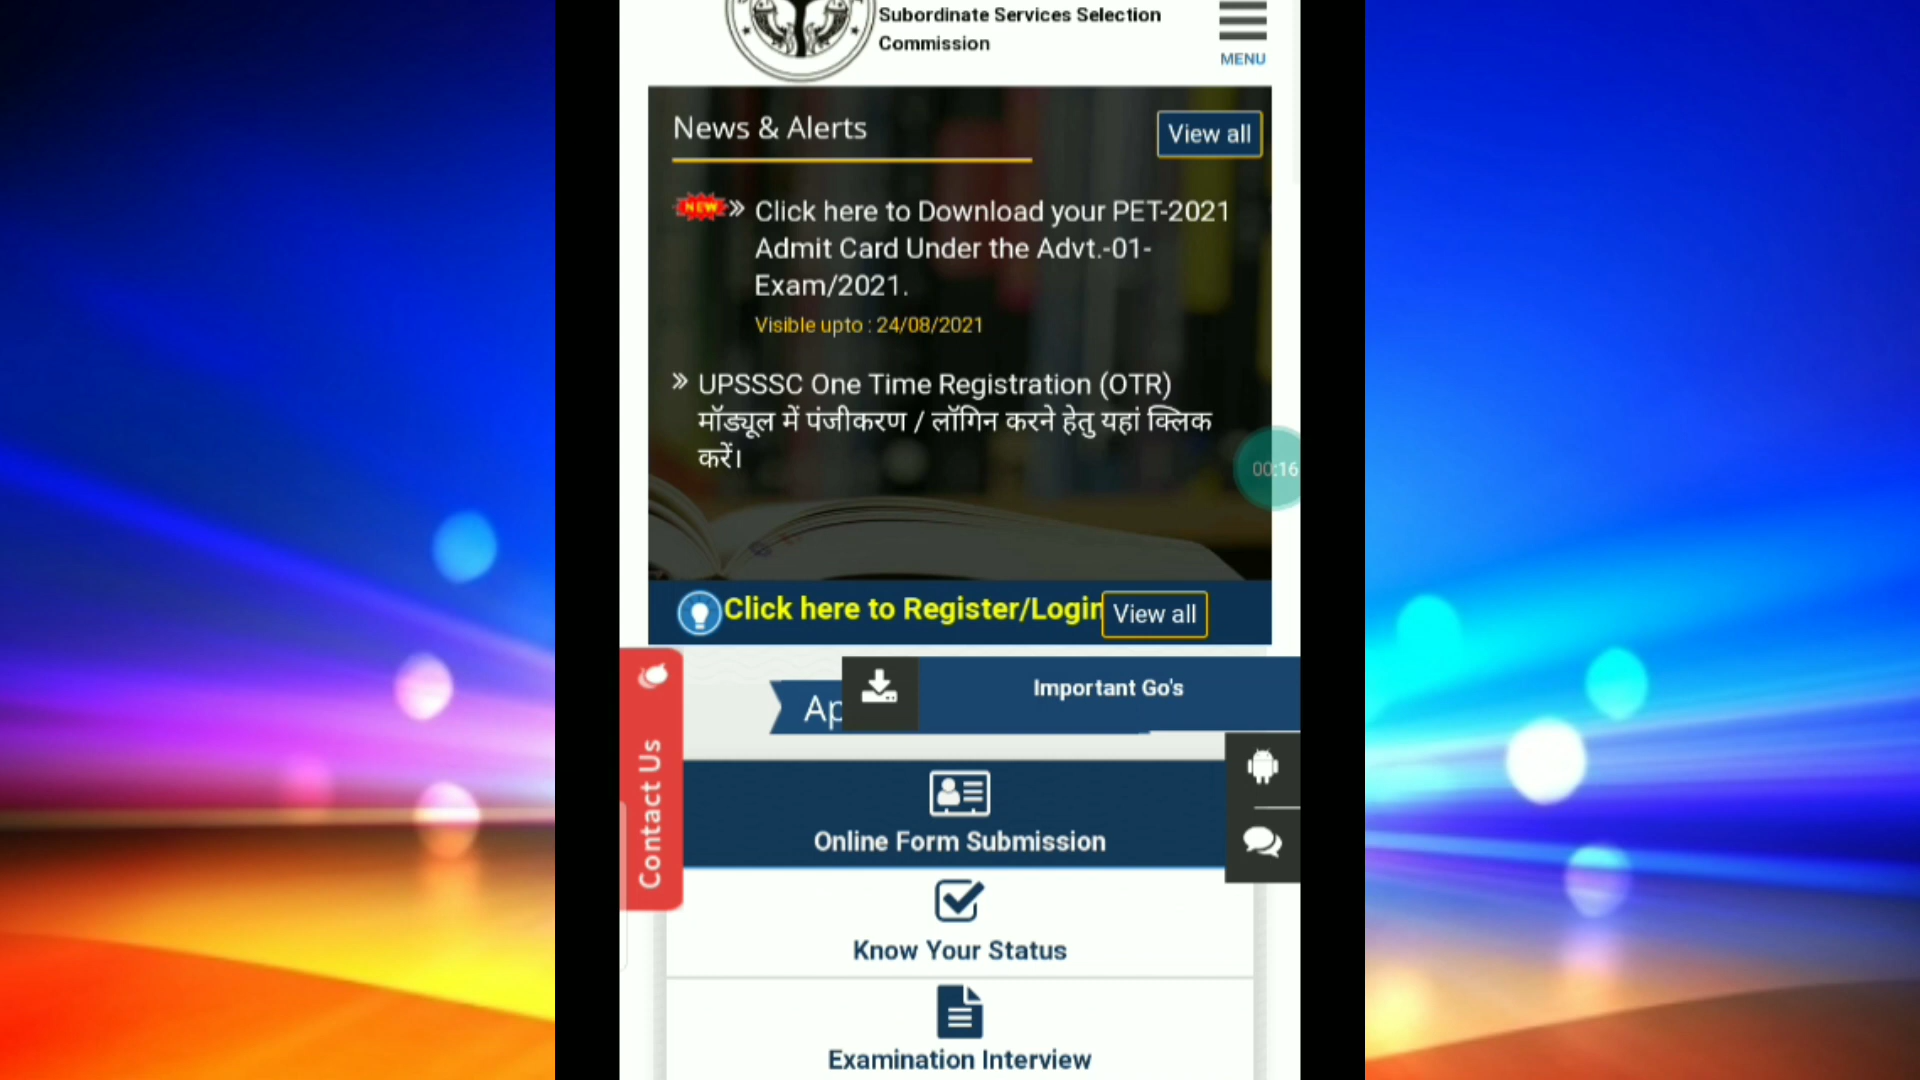 Subordinate Services Selection
Commission
MENU
News & Alerts
View all
NEW
» Click here to Download your PET-2021
Admit Card Under the Advt.-01-
Exam/2021.
Visible upto : 24/08/2021
» UPSSSC One Time Registration (OTR)
मॉड्यूल में पंजीकरण / लॉगिन करने हेतु यहां क्लिक
करें।
00:16
Click here to Register/Login
View all
Ap
Important Go's
Contact Us
Online Form Submission
Know Your Status
Examination Interview